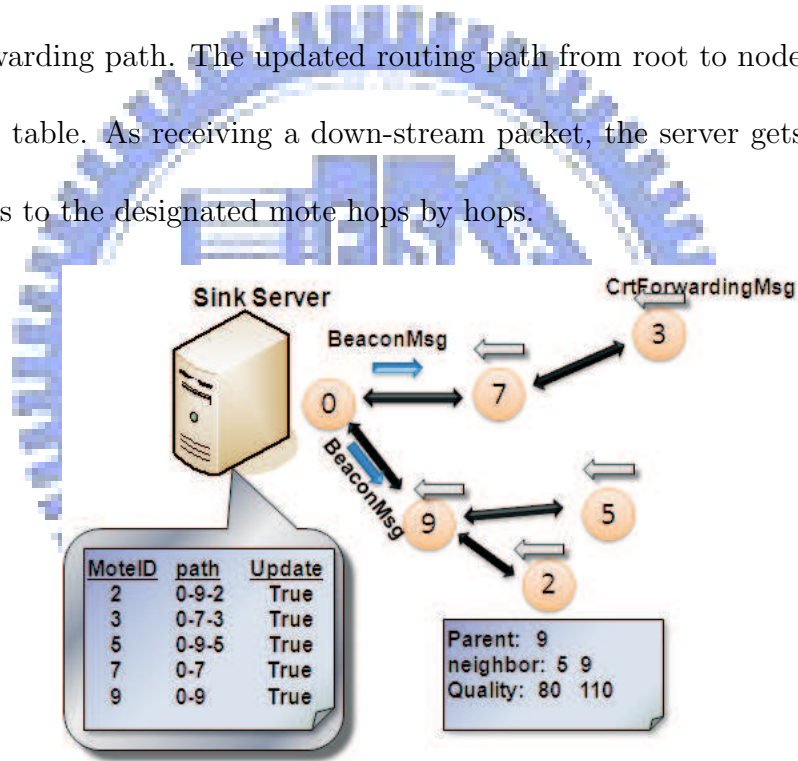 warding path. The updated routing path from root to node
table. As receiving a down-stream packet, the server gets
s to the designated mote hops by hops.
Sink Server
CrtForwardingMsg
BeaconMsg
3
7
0
BeaconMsg
9
5
2
MoteID path Update
2 0-9-2 True
3 0-7-3 True
5 0-9-5 True
7 0-7 True
9 0-9 True
Parent: 9
neighbor: 5 9
Quality: 80 110